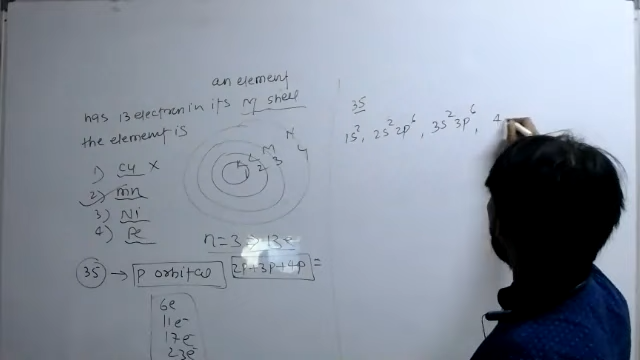 an element
has 13 electron in its M shell
the element is
1) Cu ×
2) mn
3) Ni
4) Fe
K L M N
1 2 3 4
n=3 → 13e
35 → P orbital 2p+3p+4p =
6e
11e-
17e-
23e
35
1s², 2s² 2p⁶, 3s² 3p⁶, 4